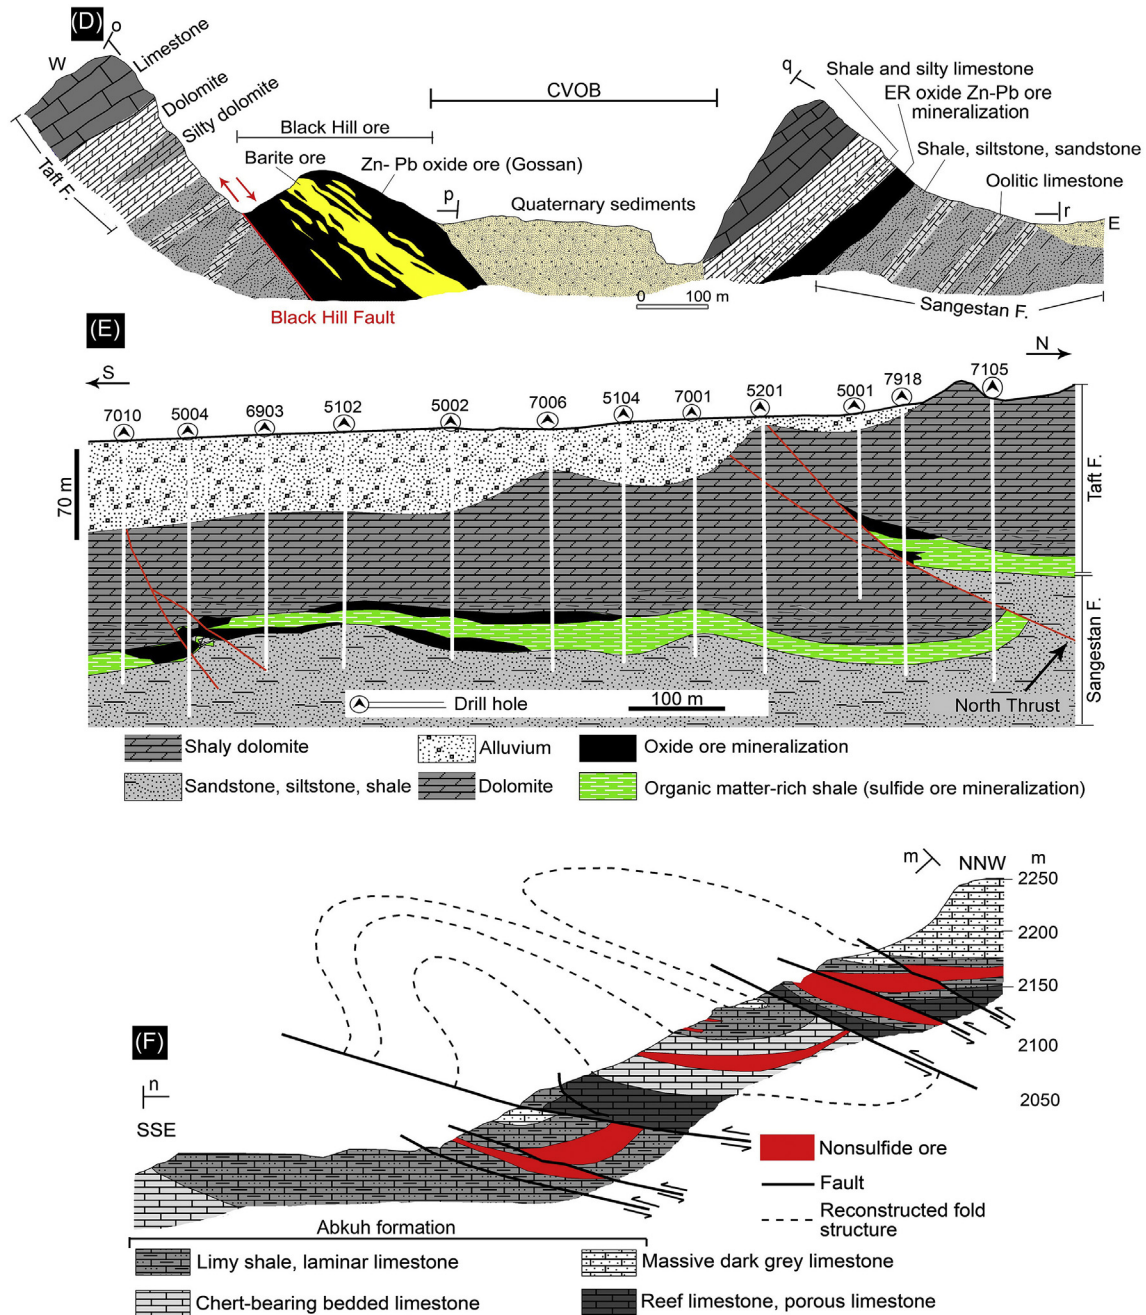 (D)
o
W
Limestone
Dolomite
Silty dolomite
Taft F.
Black Hill ore
Barite ore
Zn- Pb oxide ore (Gossan)
CVOB
p
Quaternary sediments
q
Shale and silty limestone
ER oxide Zn-Pb ore
mineralization
Shale, siltstone, sandstone
Oolitic limestone
r
E
0 100 m
Sangestan F.
Black Hill Fault
(E)
S
N
7010 5004 6903 5102 5002 7006 5104 7001 5201 5001 7918 7105
70 m
Taft F.
Sangestan F.
Drill hole
100 m
North Thrust
Shaly dolomite
Alluvium
Oxide ore mineralization
Sandstone, siltstone, shale
Dolomite
Organic matter-rich shale (sulfide ore mineralization)
m
NNW
m
2250
2200
2150
2100
2050
(F)
n
SSE
Nonsulfide ore
Fault
Reconstructed fold
structure
Abkuh formation
Limy shale, laminar limestone
Massive dark grey limestone
Chert-bearing bedded limestone
Reef limestone, porous limestone